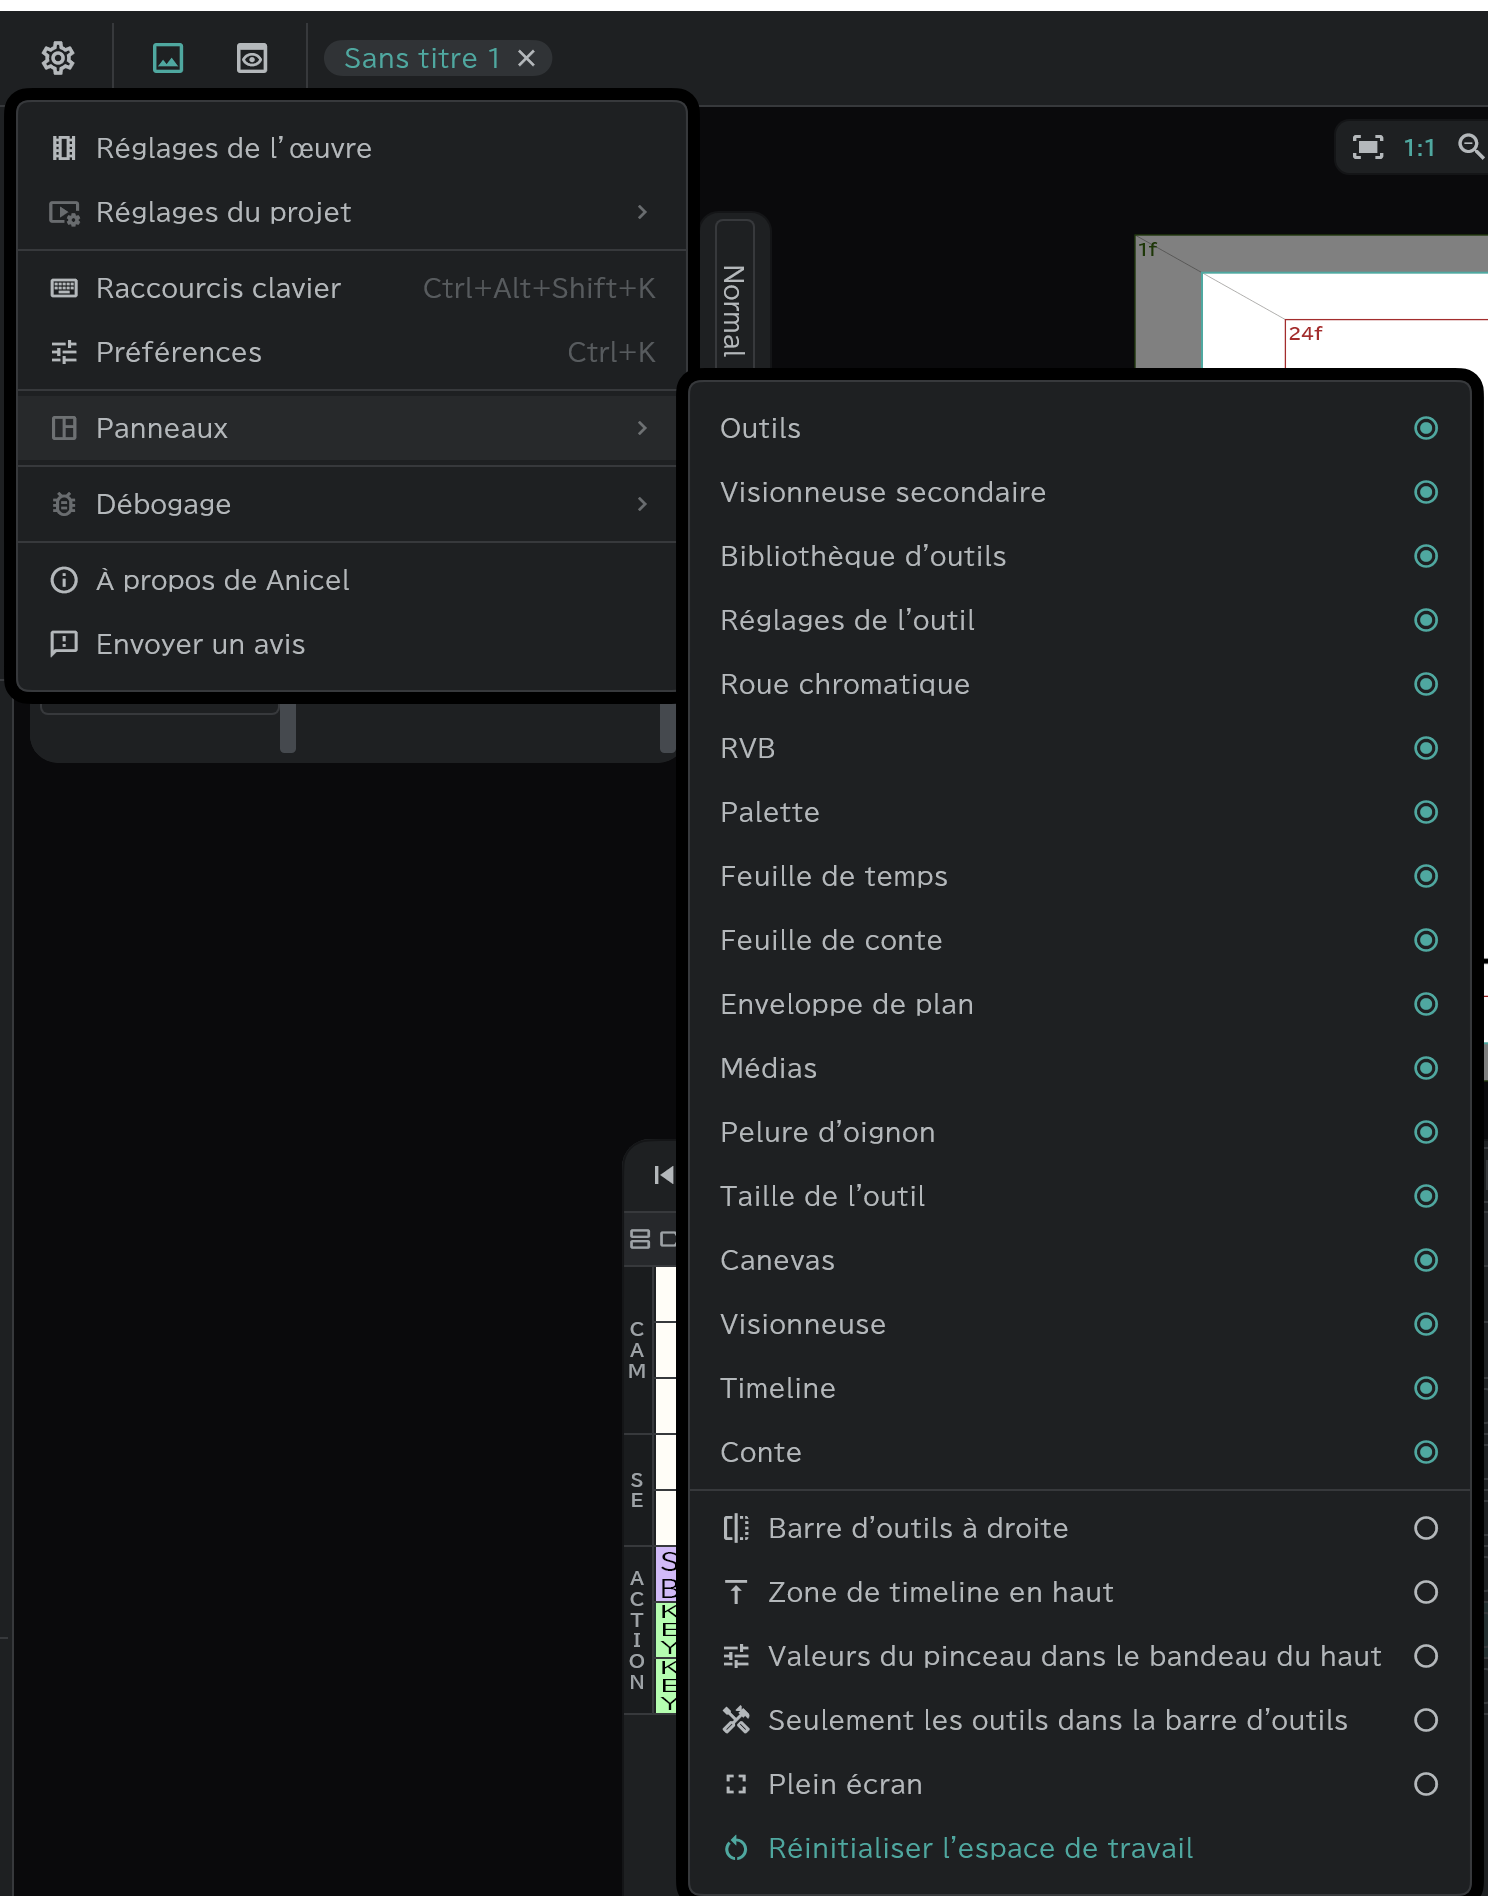 Sans titre 1
Réglages de l'œuvre
Réglages du projet
Raccourcis clavier Ctrl+Alt+Shift+K
Préférences Ctrl+K
Panneaux
Débogage
À propos de Anicel
Envoyer un avis
1:1
Normal
1f
24f
Outils
Visionneuse secondaire
Bibliothèque d'outils
Réglages de l'outil
Roue chromatique
RVB
Palette
Feuille de temps
Feuille de conte
Enveloppe de plan
Médias
Pelure d'oignon
Taille de l'outil
Canevas
Visionneuse
Timeline
Conte
Barre d'outils à droite
Zone de timeline en haut
Valeurs du pinceau dans le bandeau du haut
Seulement les outils dans la barre d'outils
Plein écran
Réinitialiser l'espace de travail
CAM
SE
ACTION
SB
KEY
KEY